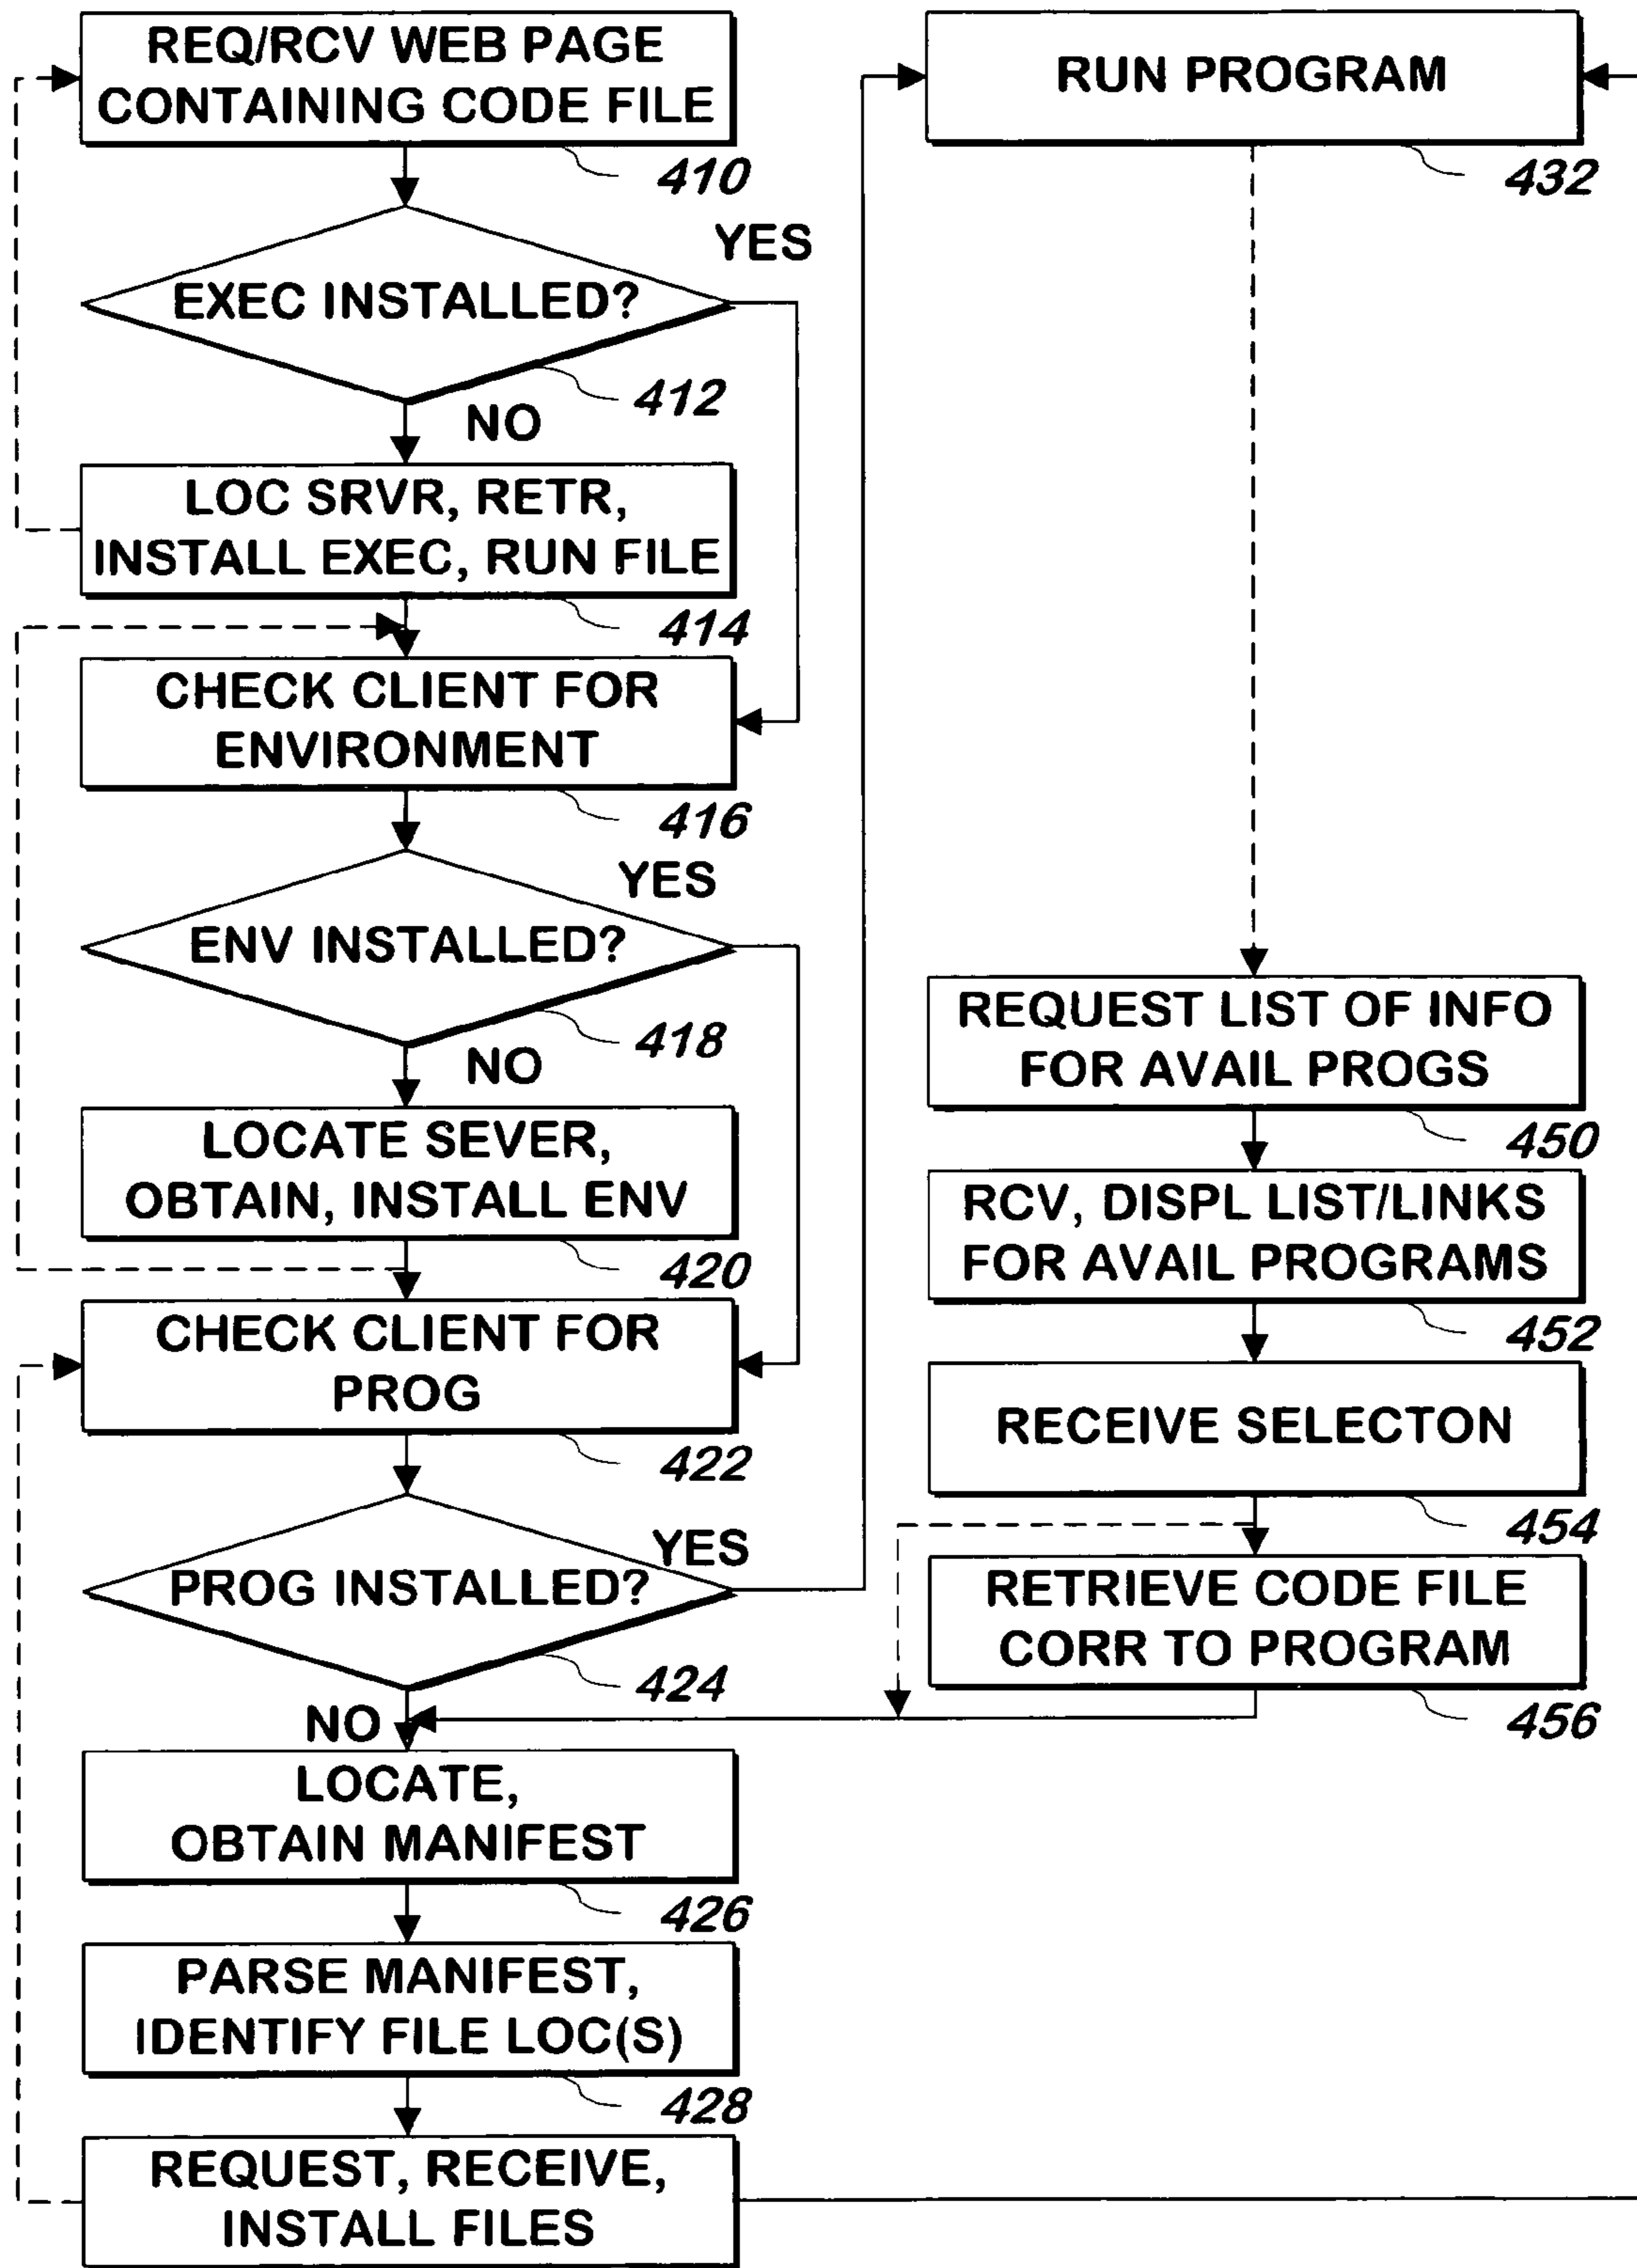 REQ/RCV WEB PAGE
CONTAINING CODE FILE
410
YES
EXEC INSTALLED?
412
NO
LOC SRVR, RETR,
INSTALL EXEC, RUN FILE
414
CHECK CLIENT FOR
ENVIRONMENT
416
YES
ENV INSTALLED?
418
NO
LOCATE SEVER,
OBTAIN, INSTALL ENV
420
CHECK CLIENT FOR
PROG
422
YES
PROG INSTALLED?
424
NO
LOCATE,
OBTAIN MANIFEST
426
PARSE MANIFEST,
IDENTIFY FILE LOC(S)
428
REQUEST, RECEIVE,
INSTALL FILES
RUN PROGRAM
432
REQUEST LIST OF INFO
FOR AVAIL PROGS
450
RCV, DISPL LIST/LINKS
FOR AVAIL PROGRAMS
452
RECEIVE SELECTON
454
RETRIEVE CODE FILE
CORR TO PROGRAM
456